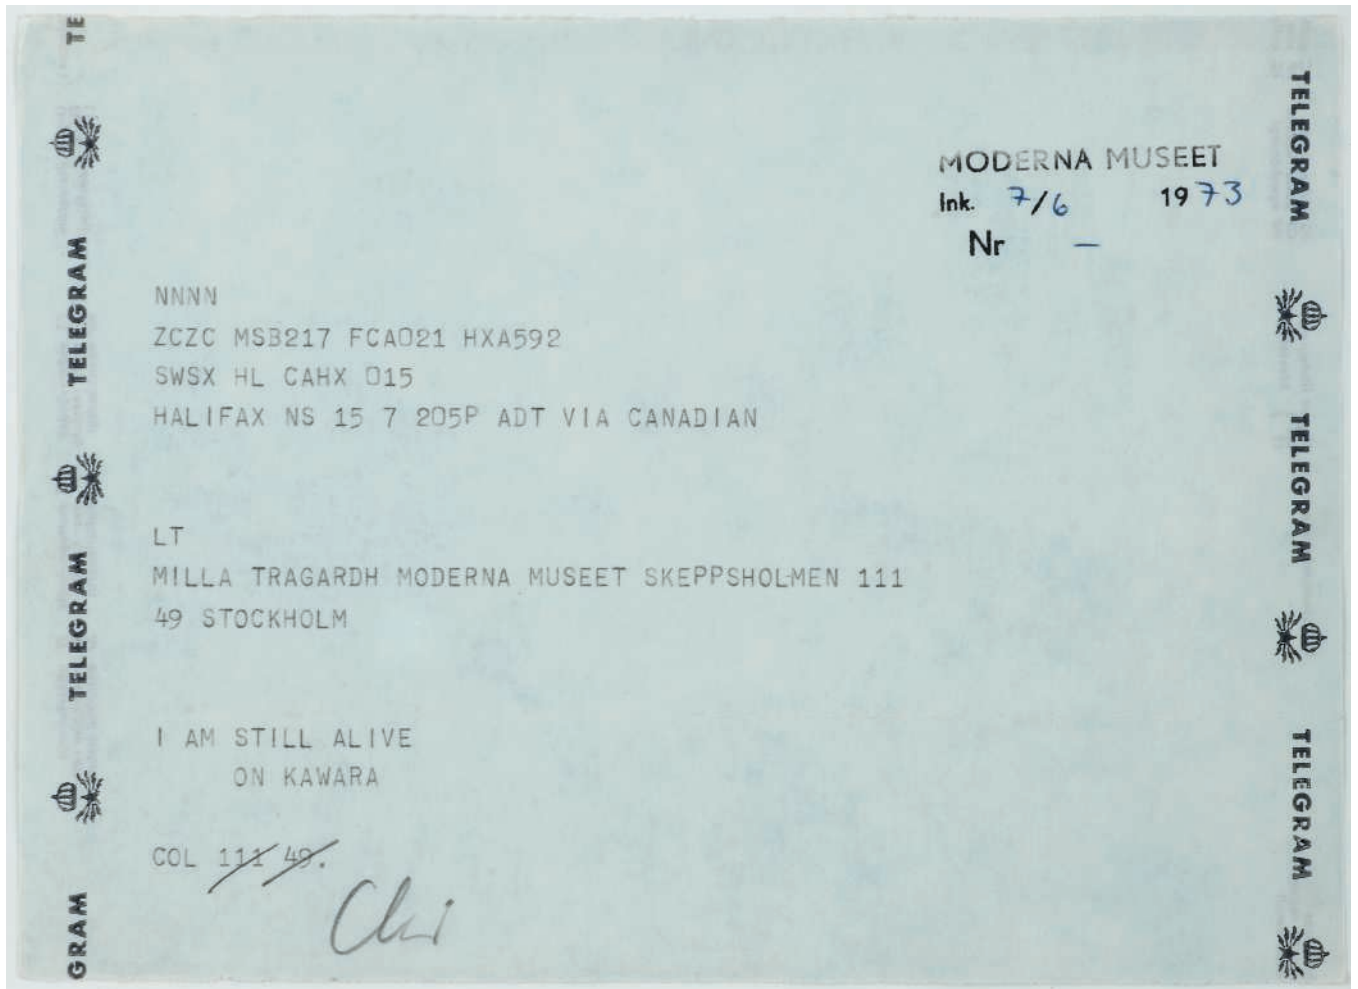 TE
TELEGRAM
TELEGRAM
GRAM
MODERNA MUSEET
Ink. 7/6 1973
Nr –
NNNN
ZCZC MSB217 FCA021 HXA592
SWSX HL CAHX 015
HALIFAX NS 15 7 205P ADT VIA CANADIAN
LT
MILLA TRAGARDH MODERNA MUSEET SKEPPSHOLMEN 111
49 STOCKHOLM
I AM STILL ALIVE
ON KAWARA
COL 111 49.
TELEGRAM
TELEGRAM
TELEGRAM